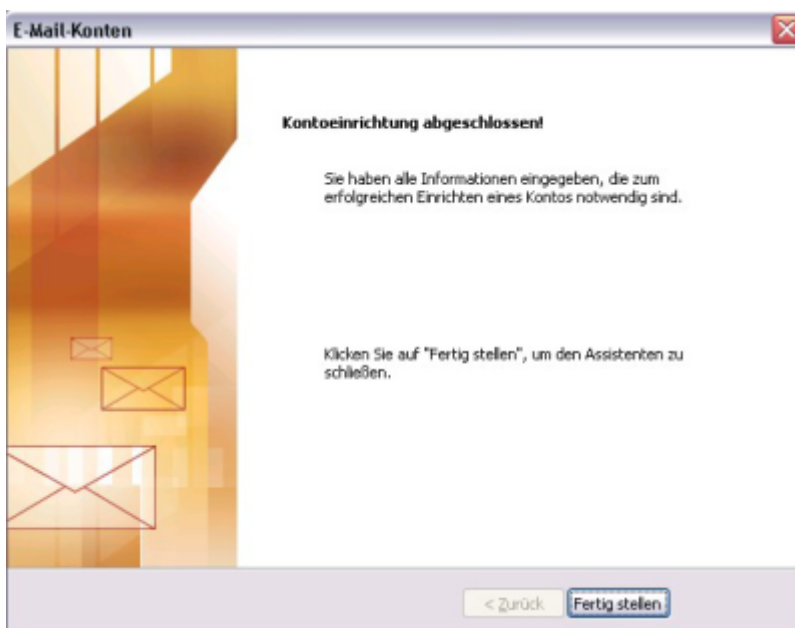 E-Mail-Konten
Kontoeinrichtung abgeschlossen!
Sie haben alle Informationen eingegeben, die zum
erfolgreichen Einrichten eines Kontos notwendig sind.
Klicken Sie auf "Fertig stellen", um den Assistenten zu
schließen.
< Zurück
Fertig stellen